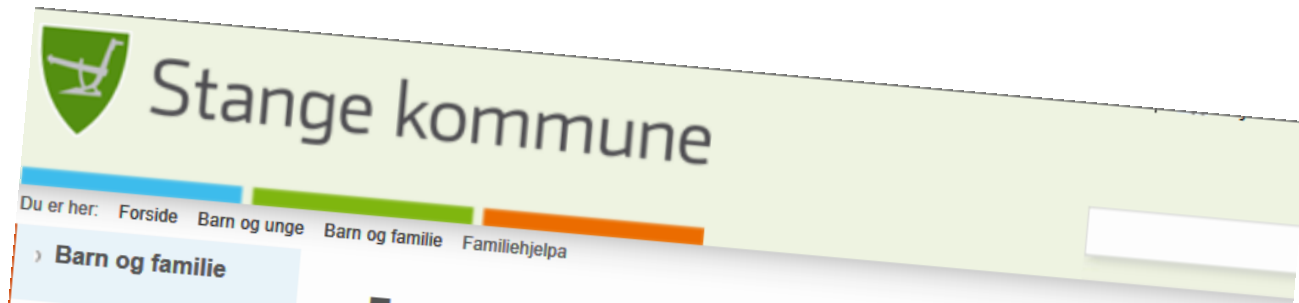 Stange kommune
Du er her: Forside Barn og unge Barn og familie Familiehjelpa
› Barn og familie